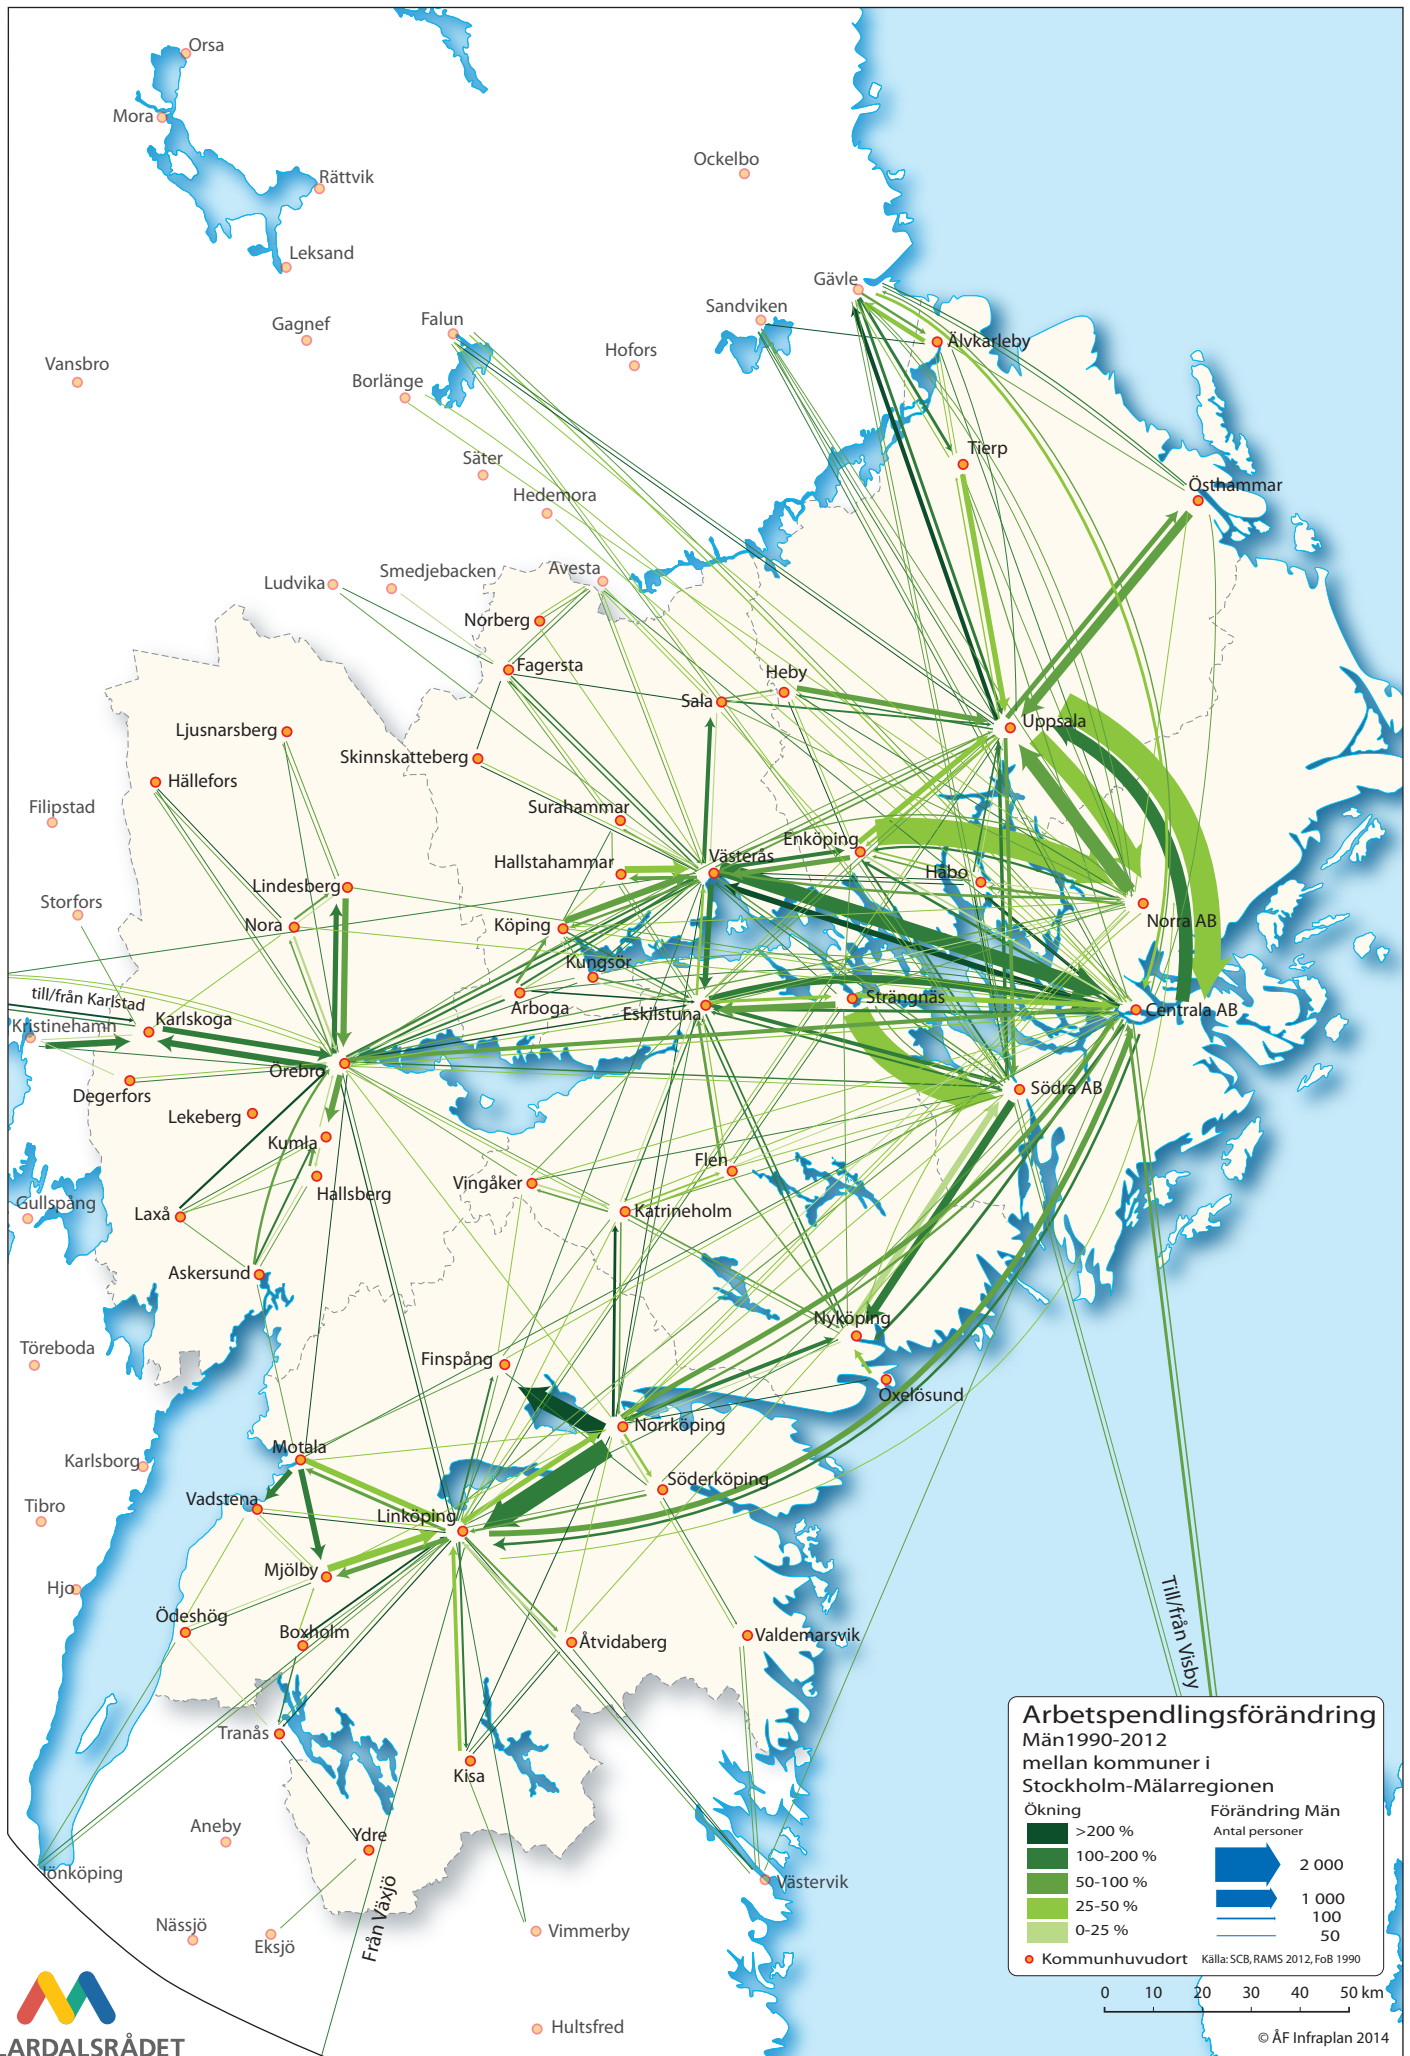 Orsa
Mora
Rättvik
Leksand
Ockelbo
Gävle
Sandviken
Falun
Gagnef
Hofors
Älvkarleby
Vansbro
Borlänge
Säter
Tierp
Hedemora
Östhammar
Avesta
Smedjebacken
Ludvika
Norberg
Fagersta
Heby
Sala
Uppsala
Ljusnarsberg
Skinnskatteberg
Hällefors
Filipstad
Surahammar
Enköping
Hallstahammar
Västerås
Håbo
Lindesberg
Storfors
Norra AB
Nora
Köping
Kungsör
till/från Karlstad
Strängnäs
Arboga
Eskilstuna
Centrala AB
Karlskoga
Kristinehamn
Örebro
Södra AB
Degerfors
Lekeberg
Kumla
Flen
Vingåker
Hallsberg
Gullspång
Laxå
Katrineholm
Askersund
Nyköping
Töreboda
Finspång
Oxelösund
Norrköping
Motala
Karlsborg
Söderköping
Vadstena
Tibro
Linköping
Mjölby
Hjo
Ödeshög
Boxholm
Åtvidaberg
Valdemarsvik
Till/från Visby
Tranås
Kisa
Aneby
Ydre
Jönköping
Västervik
Från Växjö
Nässjö
Eksjö
Vimmerby
Hultsfred
Arbetspendlingsförändring
Män1990-2012
mellan kommuner i
Stockholm-Mälarregionen
Ökning
>200 %
100-200 %
50-100 %
25-50 %
0-25 %
Förändring Män
Antal personer
2 000
1 000
100
50
Kommunhuvudort
Källa: SCB, RAMS 2012, FoB 1990
0 10 20 30 40 50 km
© ÅF Infraplan 2014
LARDALSRÅDET